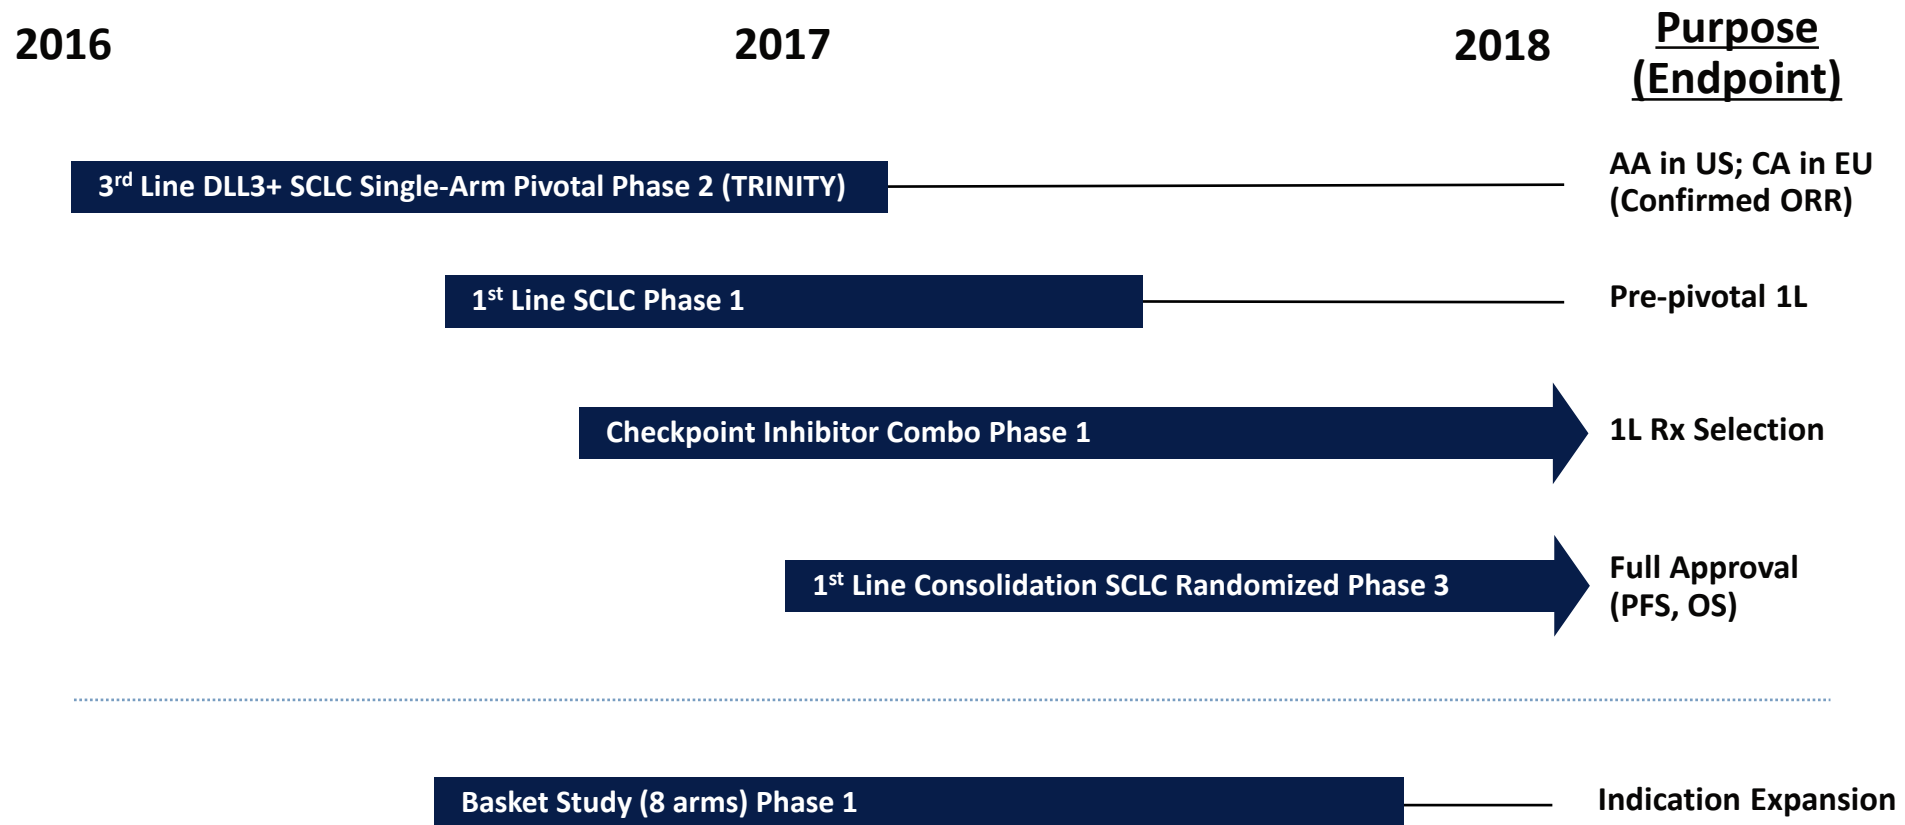 2016 2017 2018 Purpose
(Endpoint)
3rd Line DLL3+ SCLC Single-Arm Pivotal Phase 2 (TRINITY)
AA in US; CA in EU
(Confirmed ORR)
1st Line SCLC Phase 1
Pre-pivotal 1L
Checkpoint Inhibitor Combo Phase 1
1L Rx Selection
1st Line Consolidation SCLC Randomized Phase 3
Full Approval
(PFS, OS)
Basket Study (8 arms) Phase 1
Indication Expansion